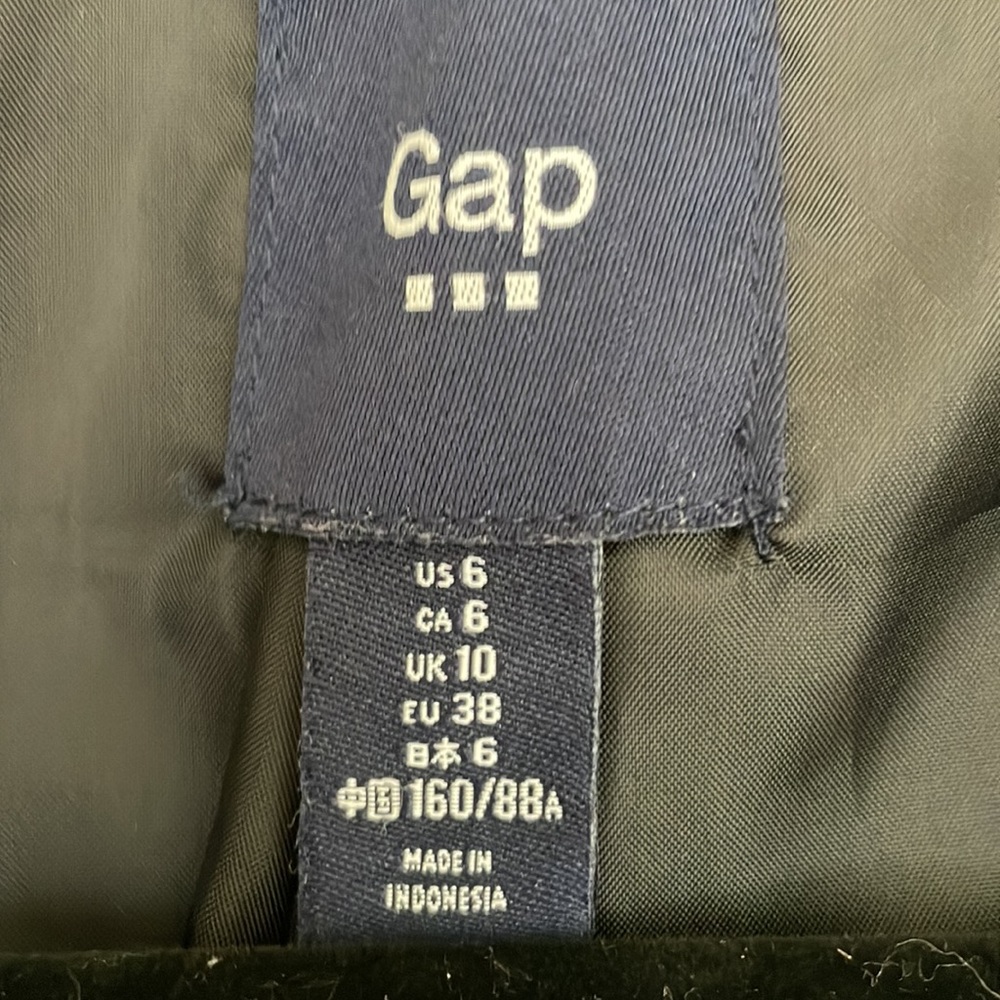 Gap
US 6
CA 6
UK 10
EU 38
日本 6
中国 160/88A
MADE IN
INDONESIA